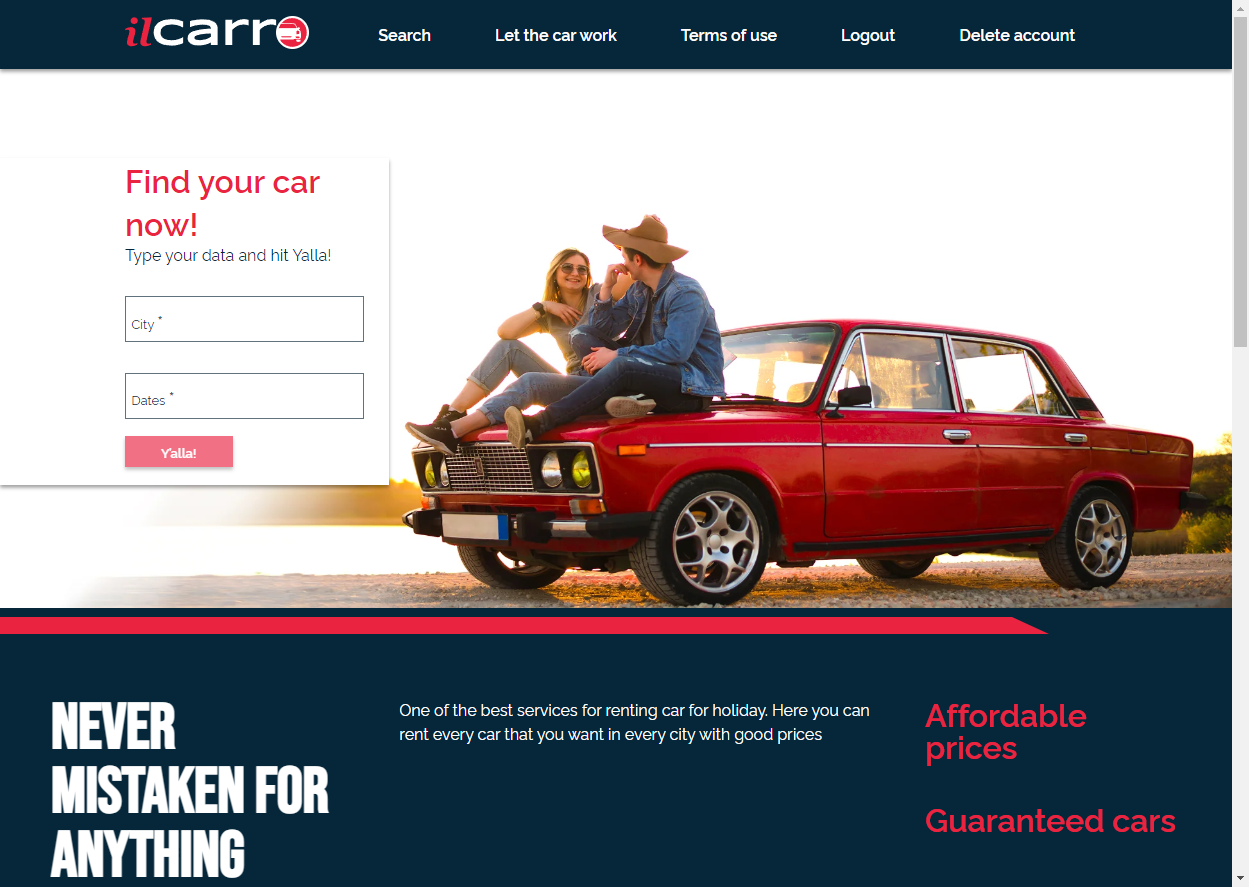 ilcarro
Search
Let the car work
Terms of use
Logout
Delete account
Find your car
now!
Type your data and hit Yalla!
City *
Dates *
Y'alla!
NEVER
MISTAKEN FOR
ANYTHING
One of the best services for renting car for holiday. Here you can
rent every car that you want in every city with good prices
Affordable
prices
Guaranteed cars